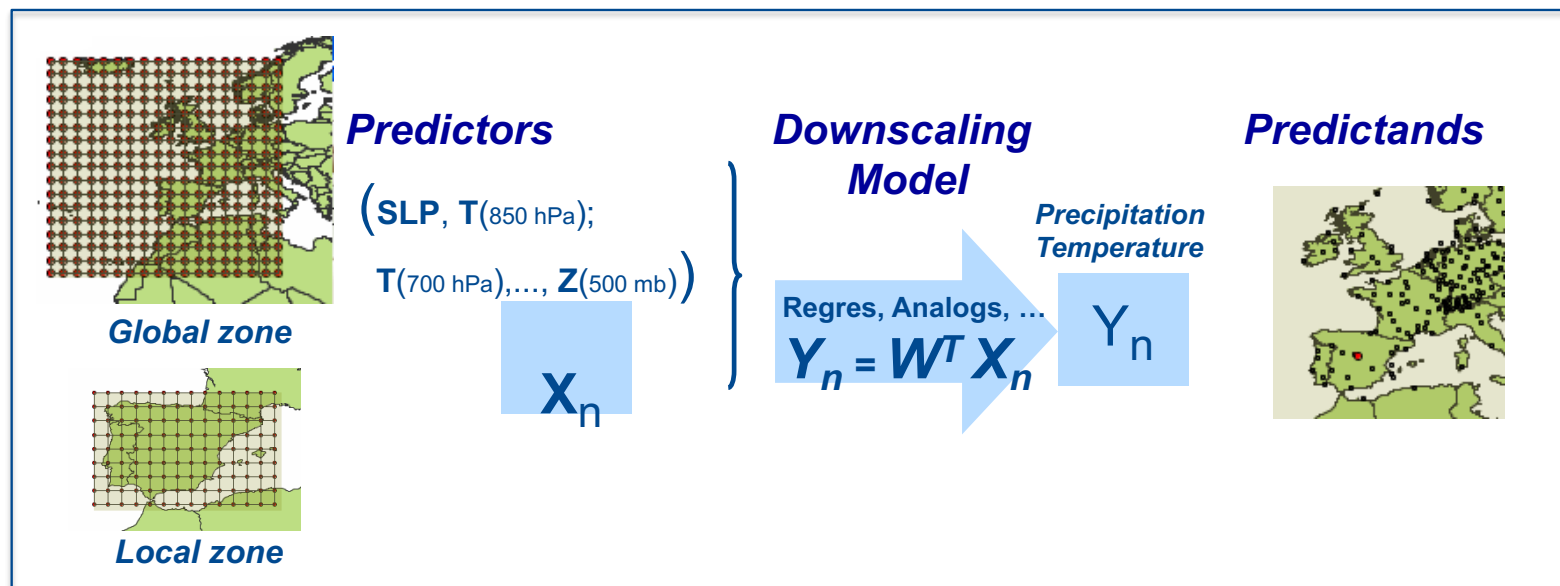 Global zone
Local zone
Predictors
(SLP, T(850 hPa);
T(700 hPa),..., Z(500 mb))
Xn
Downscaling
Model
Regres, Analogs, ...
Yn = W^T Xn
Precipitation
Temperature
Yn
Predictands